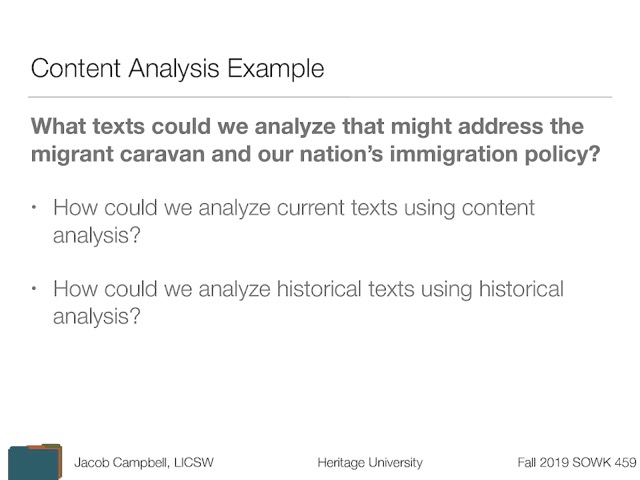 Content Analysis Example
What texts could we analyze that might address the
migrant caravan and our nation’s immigration policy?
• How could we analyze current texts using content
analysis?
• How could we analyze historical texts using historical
analysis?
Jacob Campbell, LICSW Heritage University Fall 2019 SOWK 459